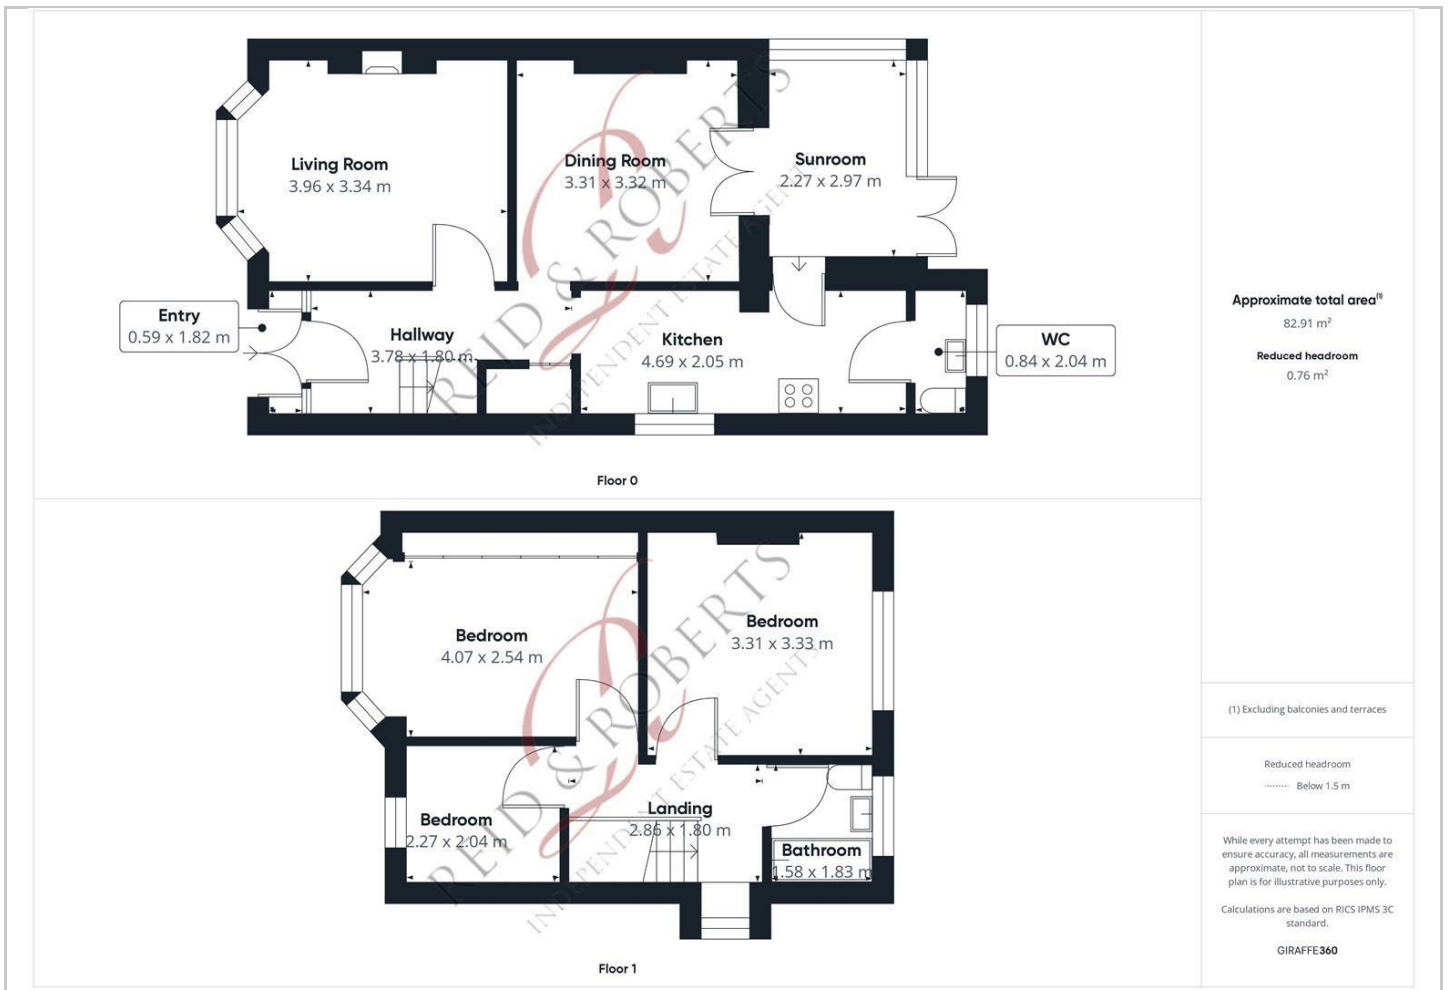 Living Room
3.96 x 3.34 m
Dining Room
3.31 x 3.32 m
Sunroom
2.27 x 2.97 m
Entry
0.59 x 1.82 m
Hallway
3.78 x 1.80 m
Kitchen
4.69 x 2.05 m
WC
0.84 x 2.04 m
REID & ROBERTS
INDEPENDENT ESTATE AGENTS
Floor 0
Bedroom
4.07 x 2.54 m
Bedroom
3.31 x 3.33 m
Bedroom
2.27 x 2.04 m
Landing
2.86 x 1.80 m
Bathroom
1.58 x 1.83 m
REID & ROBERTS
INDEPENDENT ESTATE AGENTS
Floor 1
Approximate total area(1)
82.91 m²
Reduced headroom
0.76 m²
(1) Excluding balconies and terraces
Reduced headroom
Below 1.5 m
While every attempt has been made to
ensure accuracy, all measurements are
approximate, not to scale. This floor
plan is for illustrative purposes only.
Calculations are based on RICS IPMS 3C
standard.
GIRAFFE360